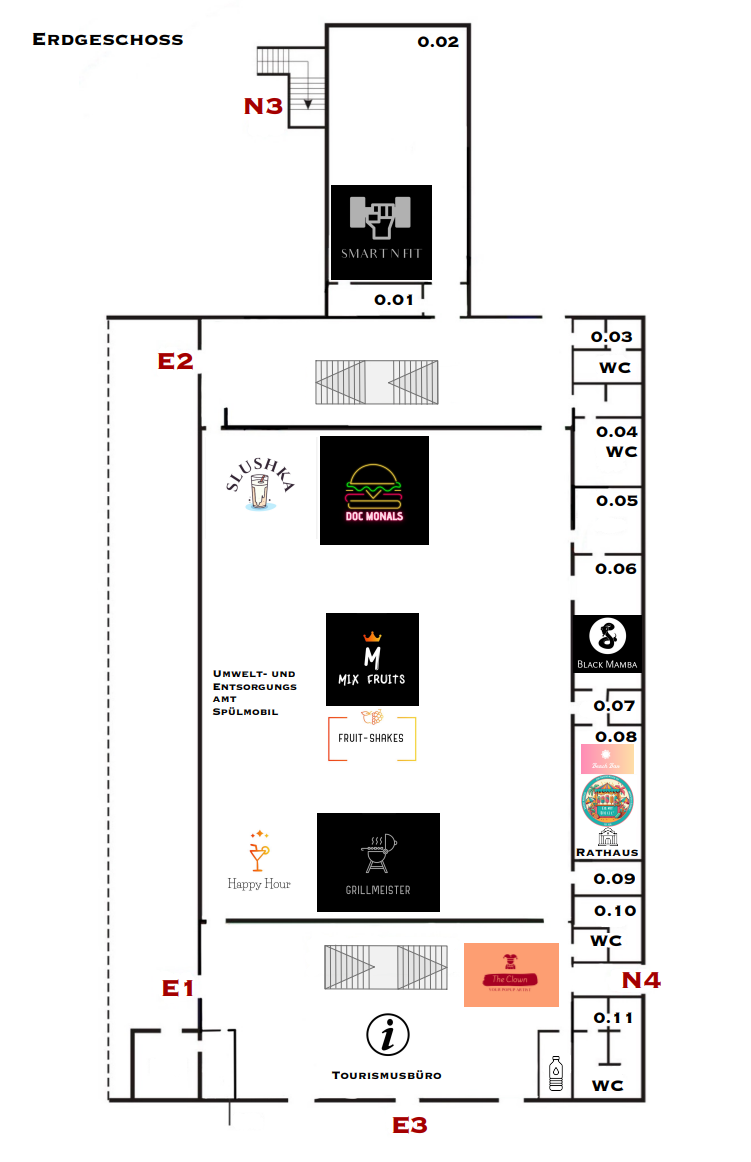 Erdgeschoss
0.02
N3
SMART N FIT
0.01
E2
0.03
WC
0.04
WC
SLUSHKA
DOC MONALS
0.05
0.06
M
MIX FRUITS
BLACK MAMBA
Umwelt- und
Entsorgungs
amt
Spülmobil
0.07
FRUIT-SHAKES
0.08
Beach Bar
Rathaus
Happy Hour
GRILLMEISTER
0.09
0.10
WC
The Clown
E1
N4
0.11
i
Tourismusbüro
WC
E3